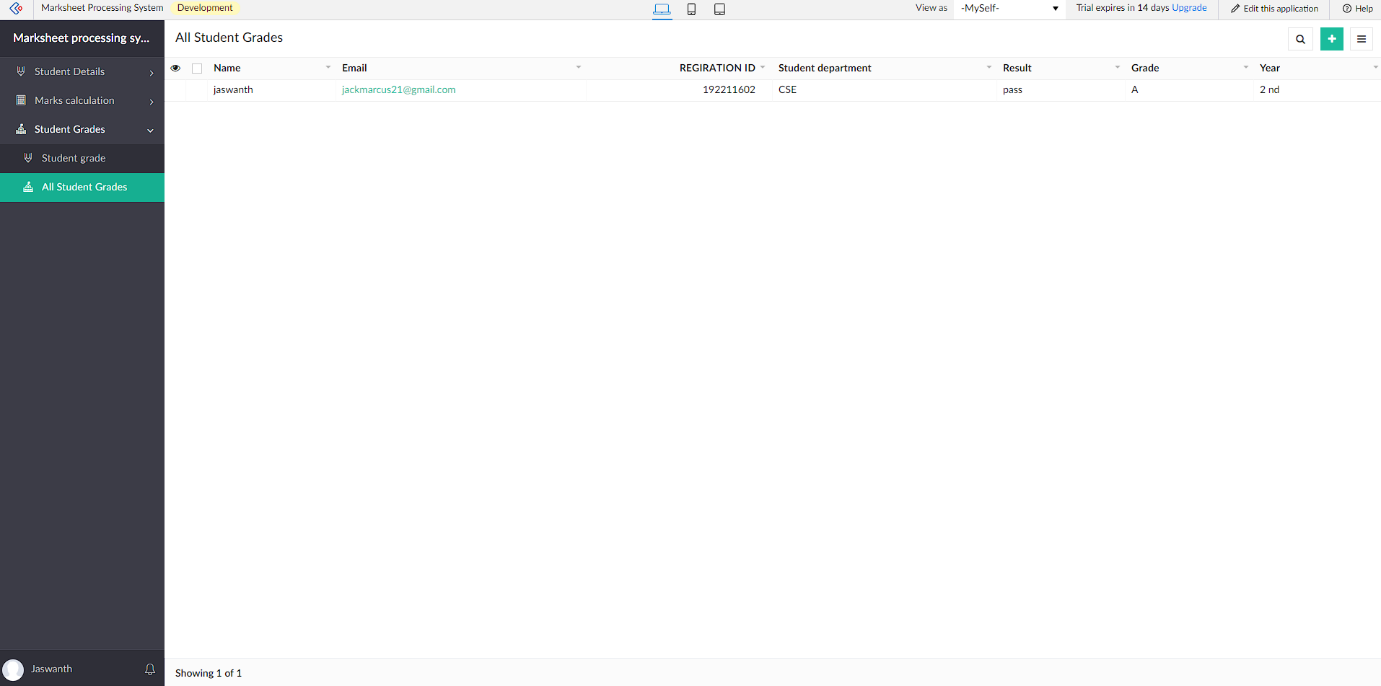 Marksheet Processing System Development View as -MySelf- Trial expires in 14 days Upgrade Edit this application Help
Marksheet processing sy... All Student Grades
Student Details
Marks calculation
Student Grades
Student grade
All Student Grades
Name Email REGIRATION ID Student department Result Grade Year
jaswanth jackmarcus21@gmail.com 192211602 CSE pass A 2 nd
Jaswanth
Showing 1 of 1